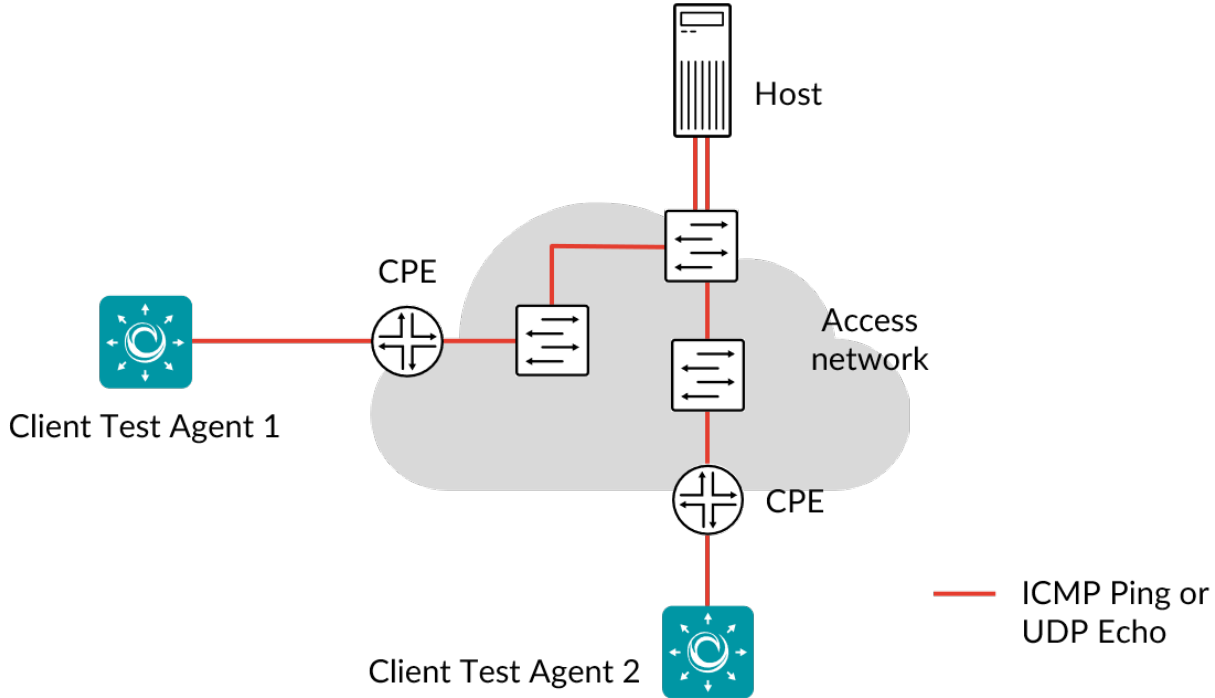 Host
CPE
Access
network
Client Test Agent 1
CPE
ICMP Ping or
UDP Echo
Client Test Agent 2